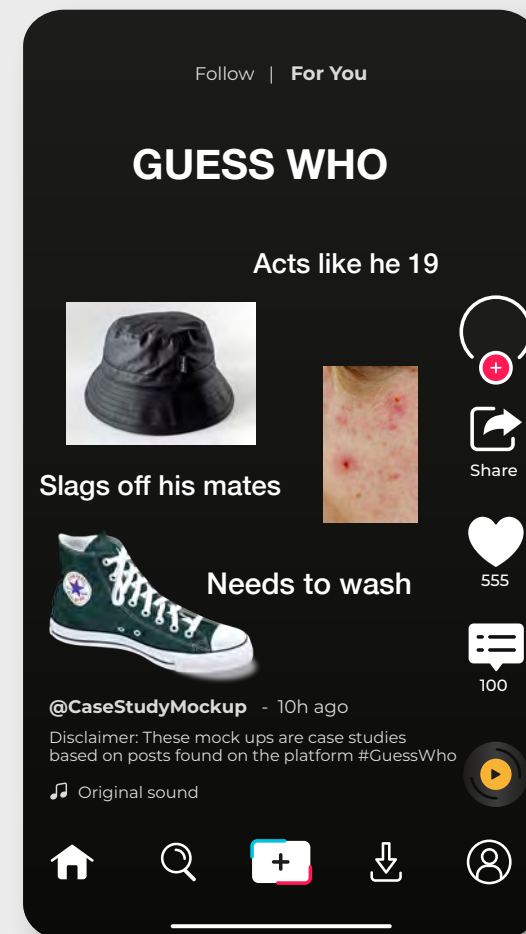 Follow | For You
GUESS WHO
Acts like he 19
Slags off his mates
Share
Needs to wash
555
100
@CaseStudyMockup - 10h ago
Disclaimer: These mock ups are case studies
based on posts found on the platform #GuessWho
Original sound